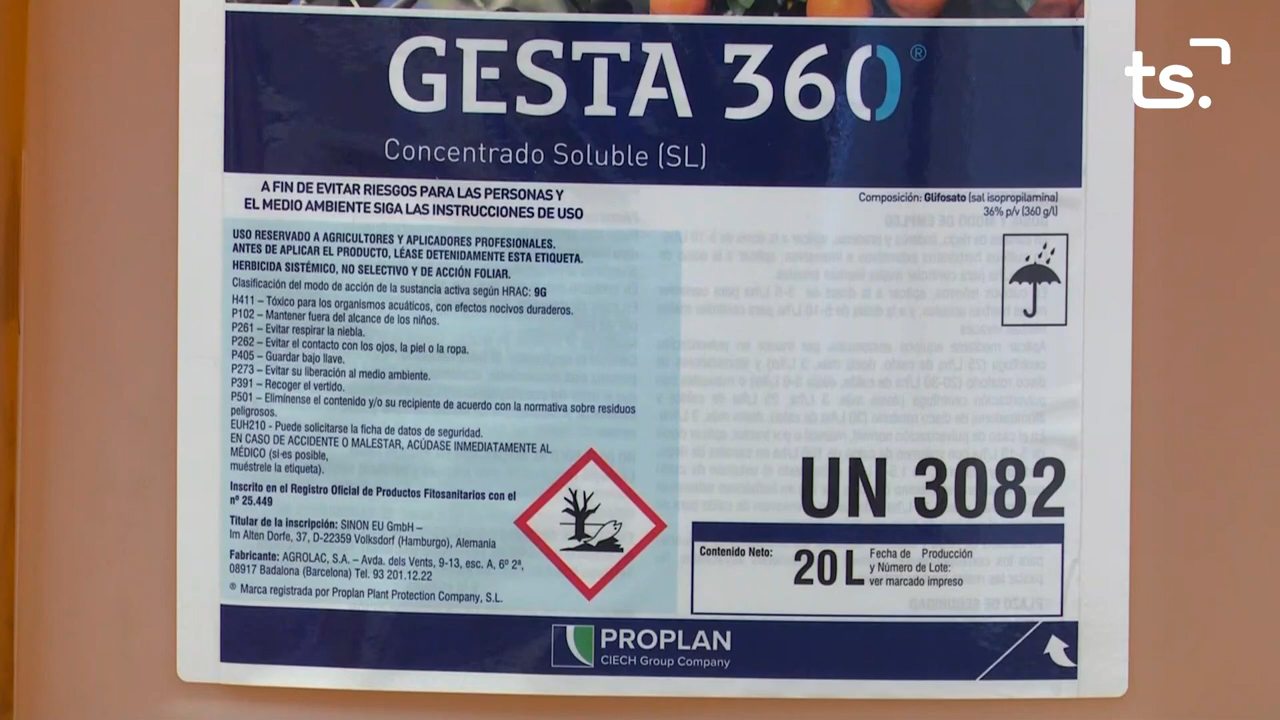 ts.
GESTA 360®
Concentrado Soluble (SL)
A FIN DE EVITAR RIESGOS PARA LAS PERSONAS Y
EL MEDIO AMBIENTE SIGA LAS INSTRUCCIONES DE USO
Composición: Glifosato (sal isopropilamina)
36% p/v (360 g/l)
USO RESERVADO A AGRICULTORES Y APLICADORES PROFESIONALES.
ANTES DE APLICAR EL PRODUCTO, LÉASE DETENIDAMENTE ESTA ETIQUETA.
HERBICIDA SISTÉMICO, NO SELECTIVO Y DE ACCIÓN FOLIAR.
Clasificación del modo de acción de la sustancia activa según HRAC: 9G
H411 – Tóxico para los organismos acuáticos, con efectos nocivos duraderos.
P102 – Mantener fuera del alcance de los niños.
P261 – Evitar respirar la niebla.
P262 – Evitar el contacto con los ojos, la piel o la ropa.
P405 – Guardar bajo llave.
P273 – Evitar su liberación al medio ambiente.
P391 – Recoger el vertido.
P501 – Elimínense el contenido y/o su recipiente de acuerdo con la normativa sobre residuos
peligrosos.
EUH210 - Puede solicitarse la ficha de datos de seguridad.
EN CASO DE ACCIDENTE O MALESTAR, ACÚDASE INMEDIATAMENTE AL
MÉDICO (si es posible,
muéstrele la etiqueta).
Inscrito en el Registro Oficial de Productos Fitosanitarios con el
nº 25.449
Titular de la inscripción: SINON EU GmbH –
Im Alten Dorfe, 37, D-22359 Volksdorf (Hamburgo), Alemania
Fabricante: AGROLAC, S.A. – Avda. dels Vents, 9-13, esc. A, 6º 2ª,
08917 Badalona (Barcelona) Tel. 93 201.12.22
® Marca registrada por Proplan Plant Protection Company, S.L.
UN 3082
Contenido Neto: 20 L
Fecha de Producción
y Número de Lote:
ver marcado impreso
PROPLAN
CIECH Group Company